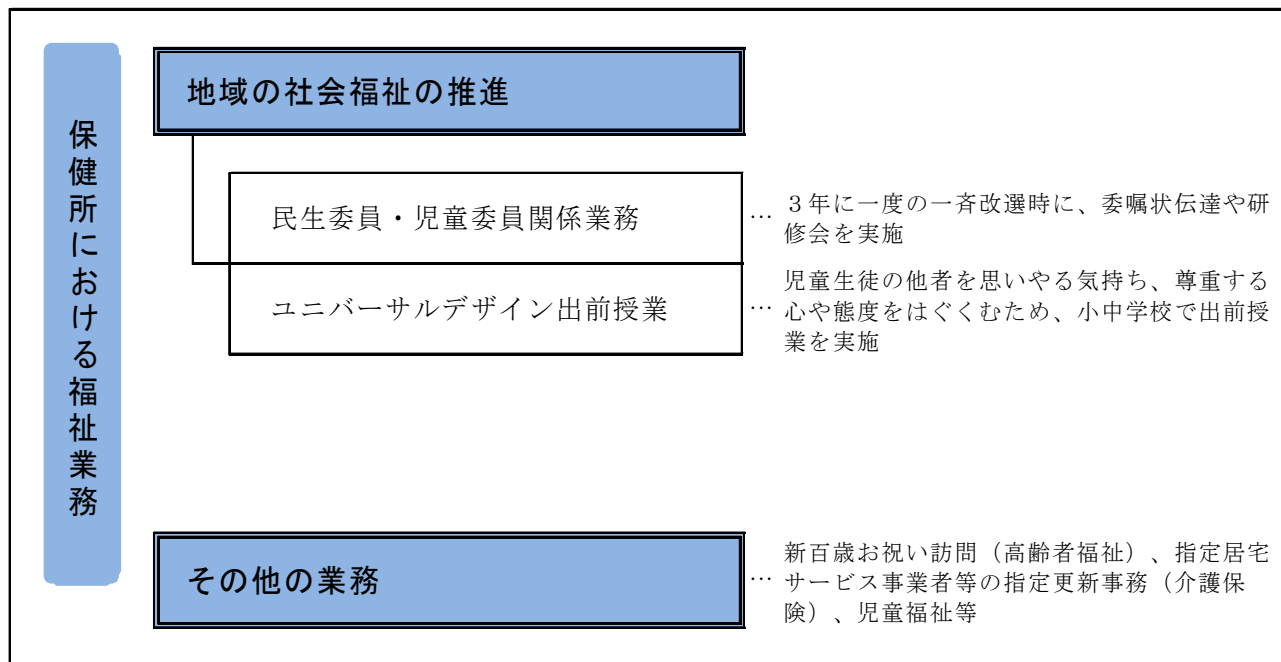 保健所における福祉業務
地域の社会福祉の推進
民生委員・児童委員関係業務
… ３年に一度の一斉改選時に、委嘱状伝達や研
修会を実施
ユニバーサルデザイン出前授業
児童生徒の他者を思いやる気持ち、尊重する
… 心や態度をはぐくむため、小中学校で出前授
業を実施
その他の業務
新百歳お祝い訪問（高齢者福祉）、指定居宅
… サービス事業者等の指定更新事務（介護保
険）、児童福祉等